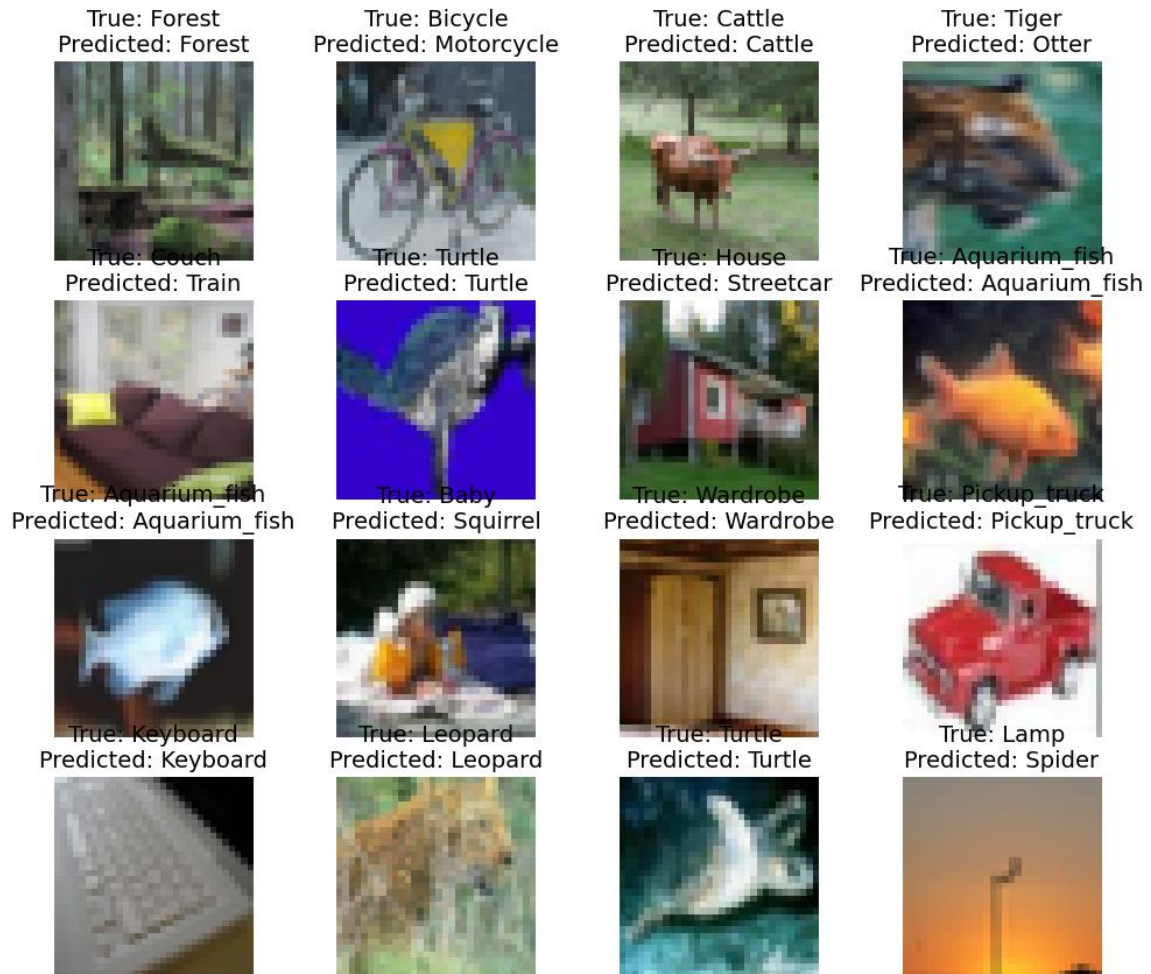 True: Forest
Predicted: Forest
True: Bicycle
Predicted: Motorcycle
True: Cattle
Predicted: Cattle
True: Tiger
Predicted: Otter
True: Couch
Predicted: Train
True: Turtle
Predicted: Turtle
True: House
Predicted: Streetcar
True: Aquarium_fish
Predicted: Aquarium_fish
True: Aquarium_fish
Predicted: Aquarium_fish
True: Baby
Predicted: Squirrel
True: Wardrobe
Predicted: Wardrobe
True: Pickup_truck
Predicted: Pickup_truck
True: Keyboard
Predicted: Keyboard
True: Leopard
Predicted: Leopard
True: Turtle
Predicted: Turtle
True: Lamp
Predicted: Spider